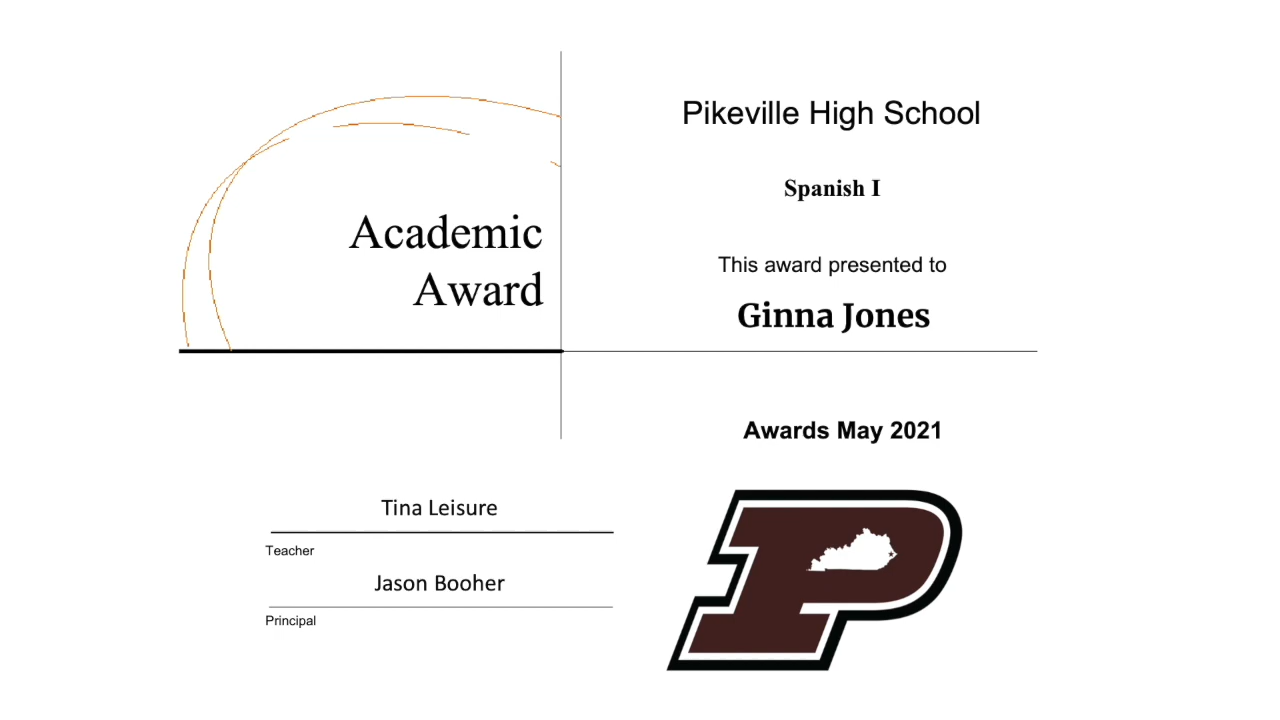 Academic
Award
Pikeville High School
Spanish I
This award presented to
Ginna Jones
Awards May 2021
Tina Leisure
Teacher
Jason Booher
Principal
P